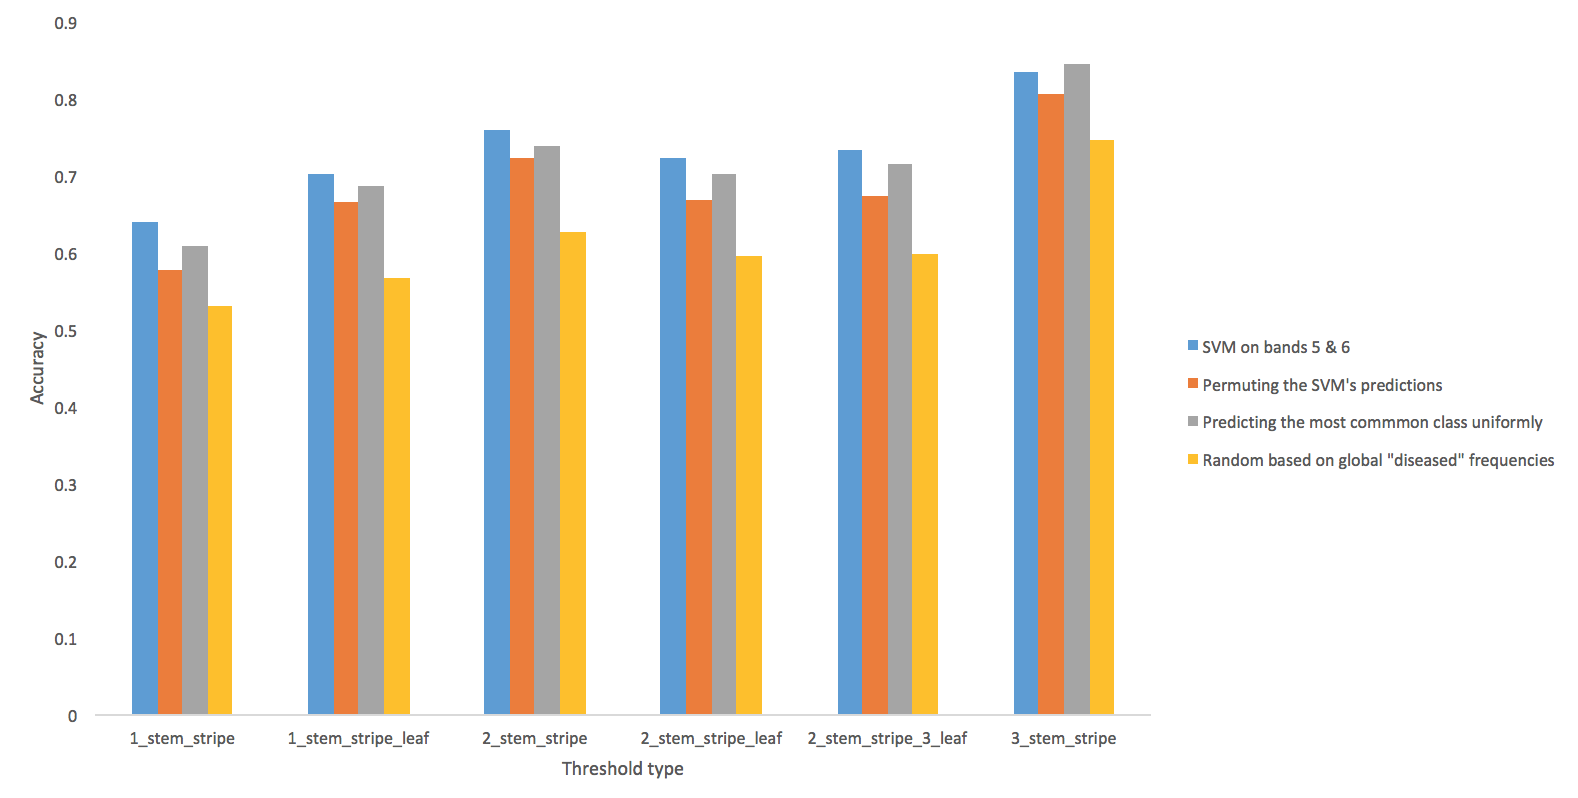 0.9
0.8
0.7
0.6
0.5
0.4
0.3
0.2
0.1
0
Accuracy
1_stem_stripe
1_stem_stripe_leaf
2_stem_stripe
2_stem_stripe_leaf
2_stem_stripe_3_leaf
3_stem_stripe
Threshold type
SVM on bands 5 & 6
Permuting the SVM's predictions
Predicting the most commmon class uniformly
Random based on global "diseased" frequencies